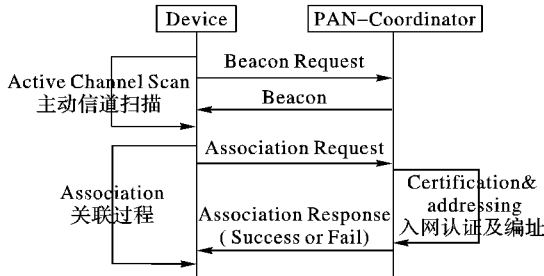 Device
PAN-Coordinator
Beacon Request
Active Channel Scan
主动信道扫描
Beacon
Association Request
Association
关联过程
Certification&
addressing
入网认证及编址
Association Response
( Success or Fail)